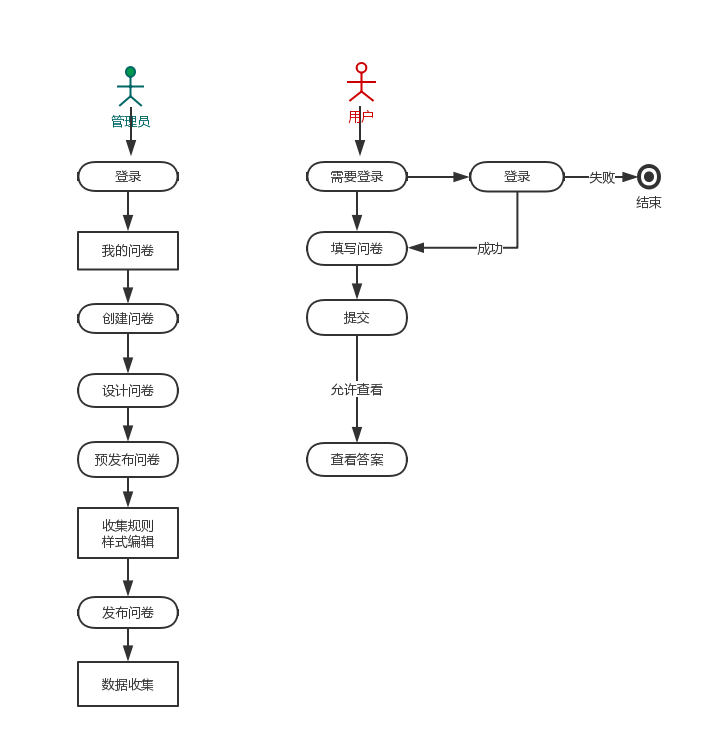 管理员
登录
我的问卷
创建问卷
设计问卷
预发布问卷
收集规则
样式编辑
发布问卷
数据收集
用户
需要登录
登录
失败
结束
填写问卷
成功
提交
允许查看
查看答案